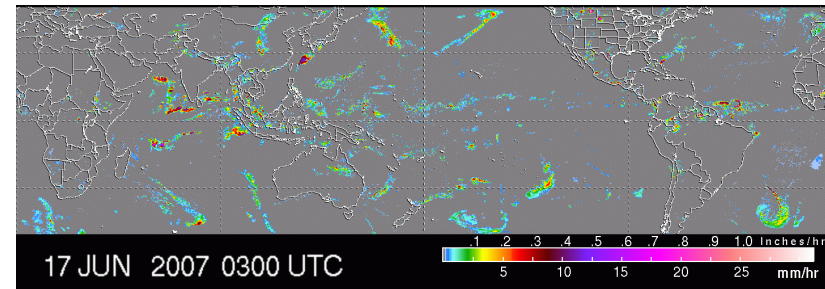 .1 .2 .3 .4 .5 .6 .7 .8 .9 1.0 Inches/hr
17 JUN 2007 0300 UTC
5 10 15 20 25 mm/hr